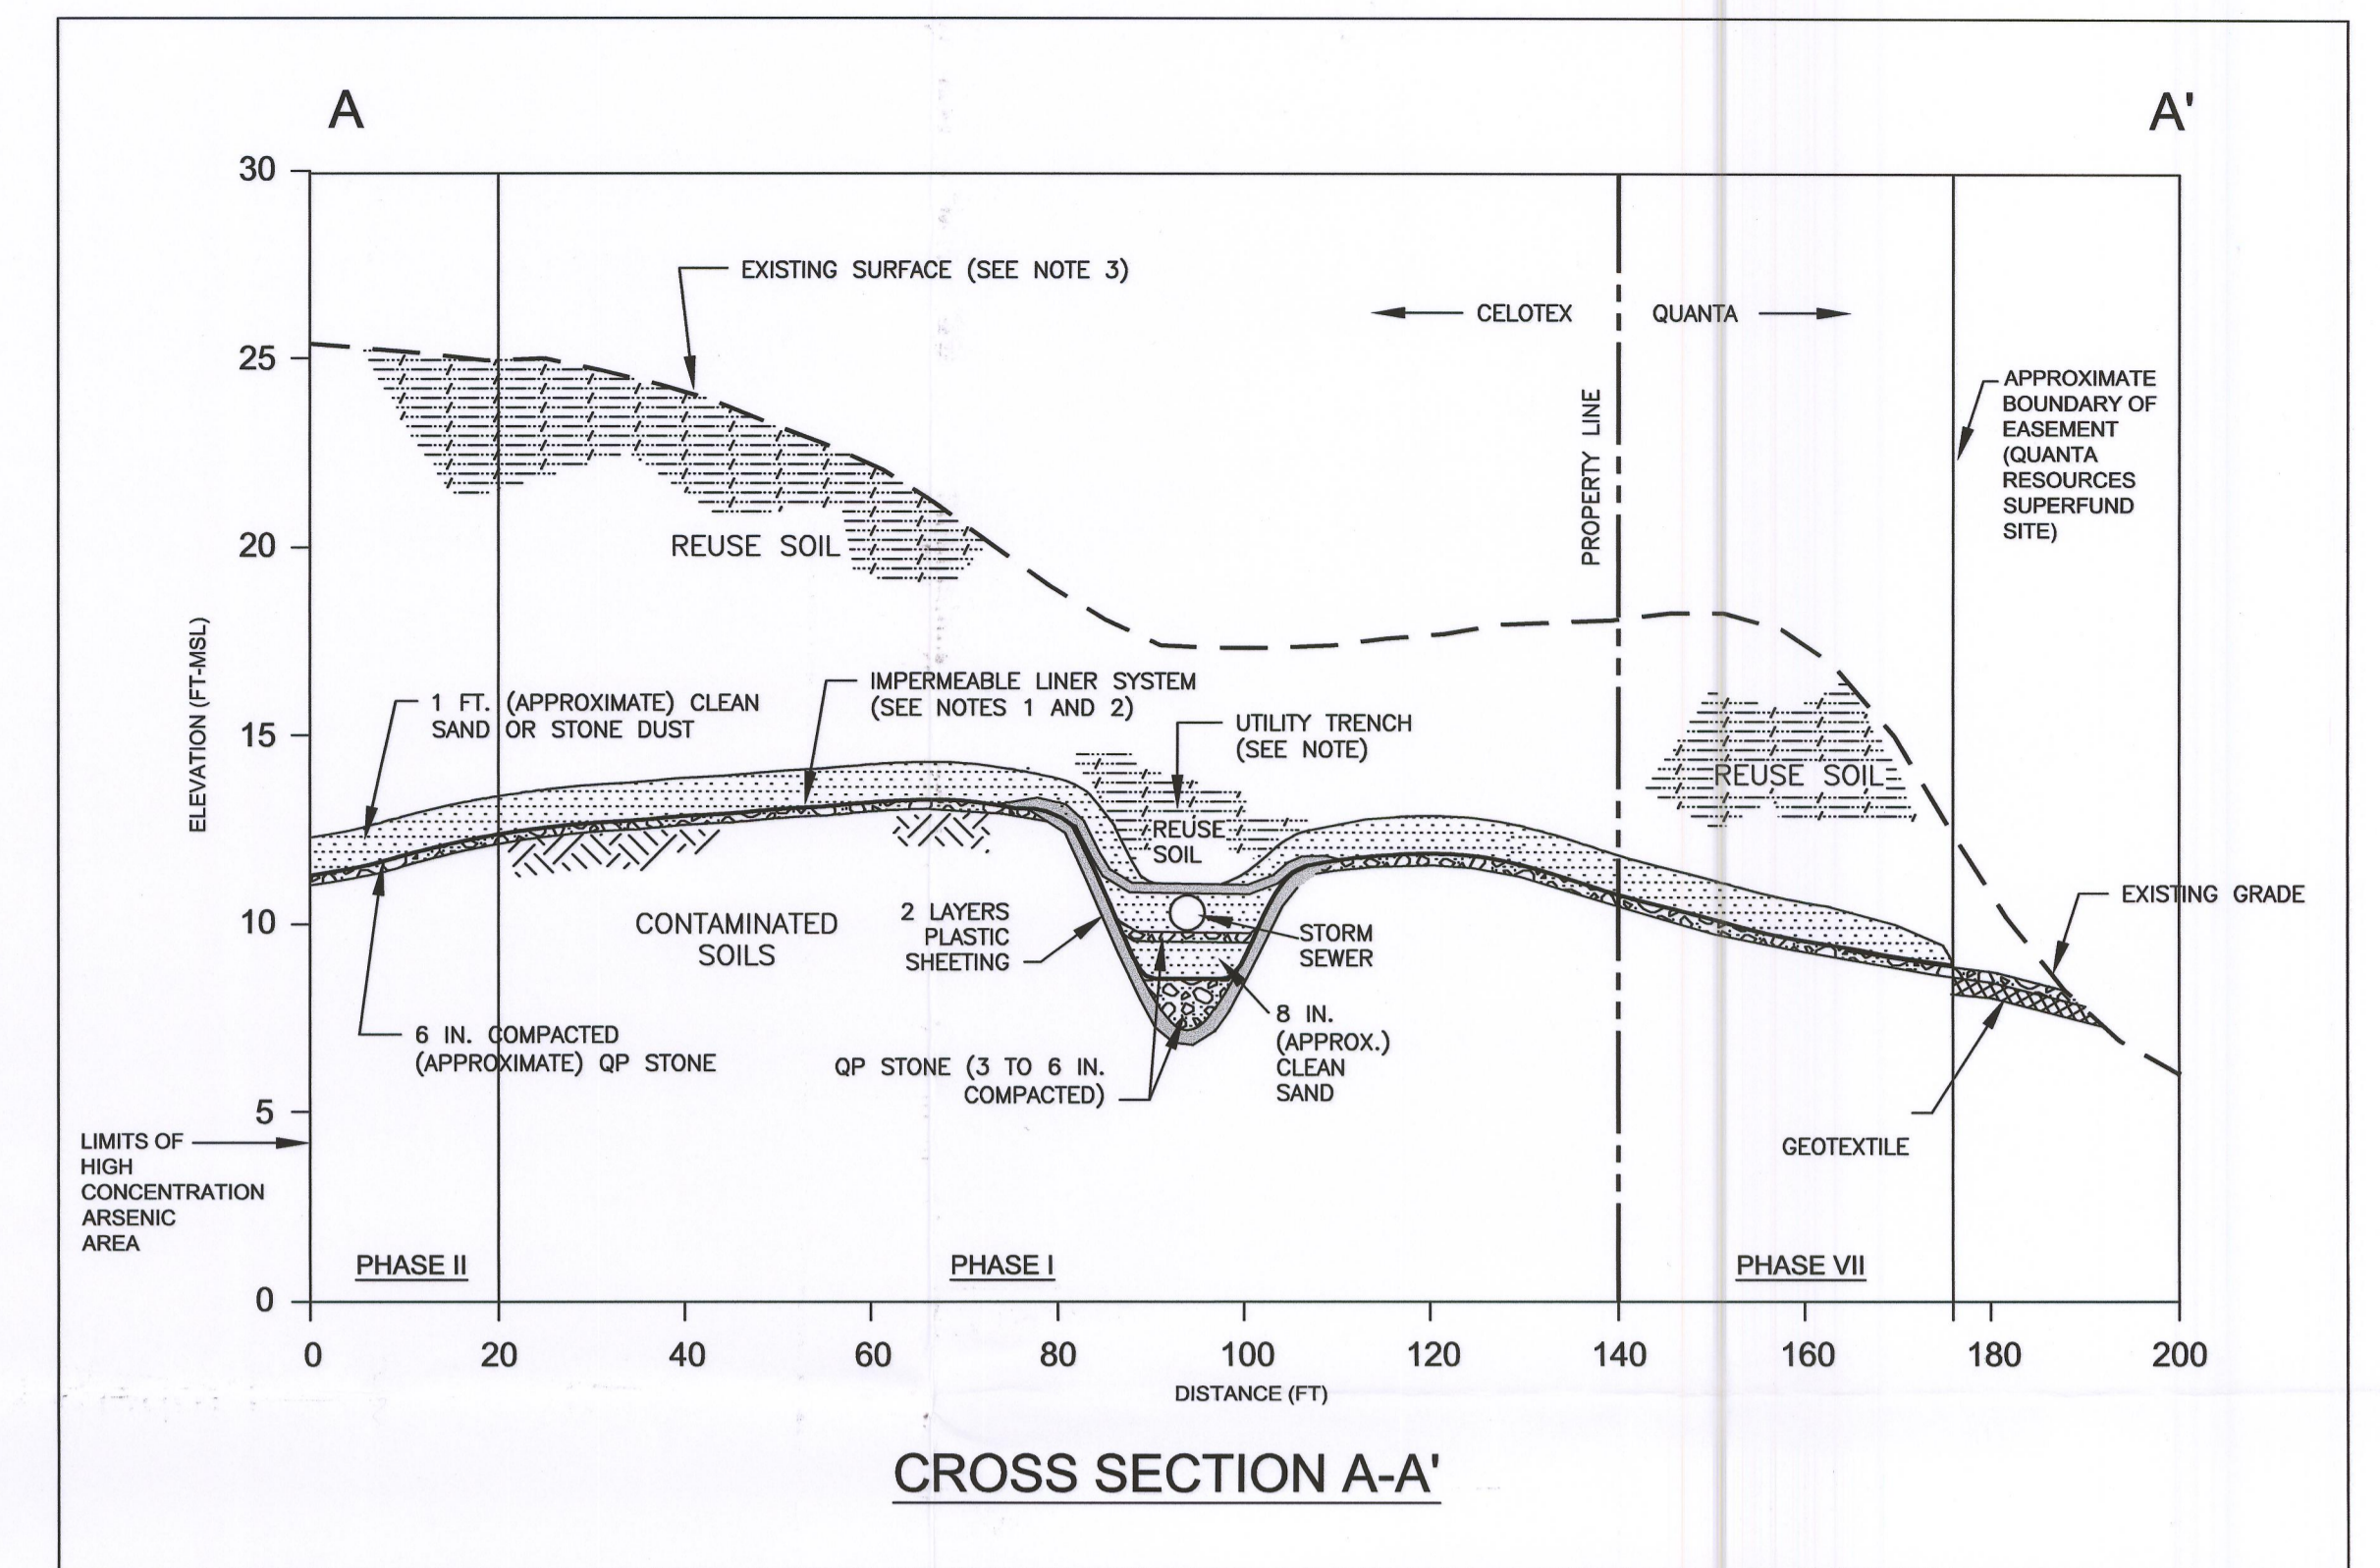 A
A'
30
25
20
15
10
5
0
ELEVATION (FT-MSL)
EXISTING SURFACE (SEE NOTE 3)
CELOTEX
QUANTA
PROPERTY LINE
APPROXIMATE
BOUNDARY OF
EASEMENT
(QUANTA
RESOURCES
SUPERFUND
SITE)
REUSE SOIL
1 FT. (APPROXIMATE) CLEAN
SAND OR STONE DUST
IMPERMEABLE LINER SYSTEM
(SEE NOTES 1 AND 2)
UTILITY TRENCH
(SEE NOTE)
REUSE SOIL
REUSE
SOIL
EXISTING GRADE
CONTAMINATED
SOILS
2 LAYERS
PLASTIC
SHEETING
STORM
SEWER
6 IN. COMPACTED
(APPROXIMATE) QP STONE
QP STONE (3 TO 6 IN.
COMPACTED)
8 IN.
(APPROX.)
CLEAN
SAND
GEOTEXTILE
LIMITS OF
HIGH
CONCENTRATION
ARSENIC
AREA
PHASE II
PHASE I
PHASE VII
0 20 40 60 80 100 120 140 160 180 200
DISTANCE (FT)
CROSS SECTION A-A'